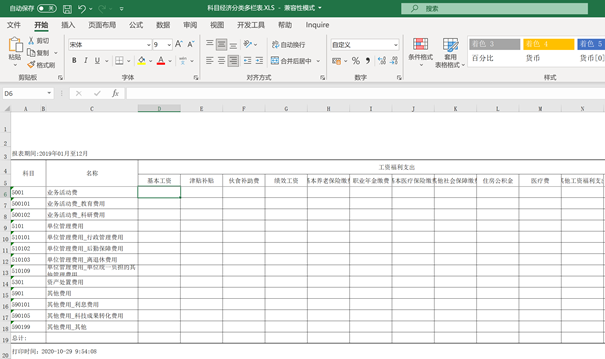 自动保存 关 科目经济分类多栏表.XLS - 兼容性模式 搜索
文件 开始 插入 页面布局 公式 数据 审阅 视图 开发工具 帮助 Inquire
粘贴 剪切 复制 格式刷
宋体 9 自动换行 合并后居中 自定义 条件格式 套用表格格式 着色 3 着色 4 着色 5
百分比 货币 货币[0]
剪贴板 字体 对齐方式 数字 样式
D6 fx
A B C D E F G H I J K L M N
报表期间:2019年01月至12月
科目 名称 工资福利支出
基本工资 津贴补贴 伙食补助费 绩效工资 基本养老保险缴 职业年金缴费 基本医疗保险缴 其他社会保障缴 住房公积金 医疗费 其他工资福利支
5001 业务活动费
500101 业务活动费_教育费用
500102 业务活动费_科研费用
5101 单位管理费用
510101 单位管理费用_行政管理费用
510102 单位管理费用_后勤保障费用
510103 单位管理费用_离退休费用
510109 单位管理费用_单位统一负担的其他管理费用
5301 资产处置费用
5901 其他费用
590101 其他费用_利息费用
590105 其他费用_科技成果转化费用
590199 其他费用_其他
总计:
打印时间:2020-10-29 9:54:08